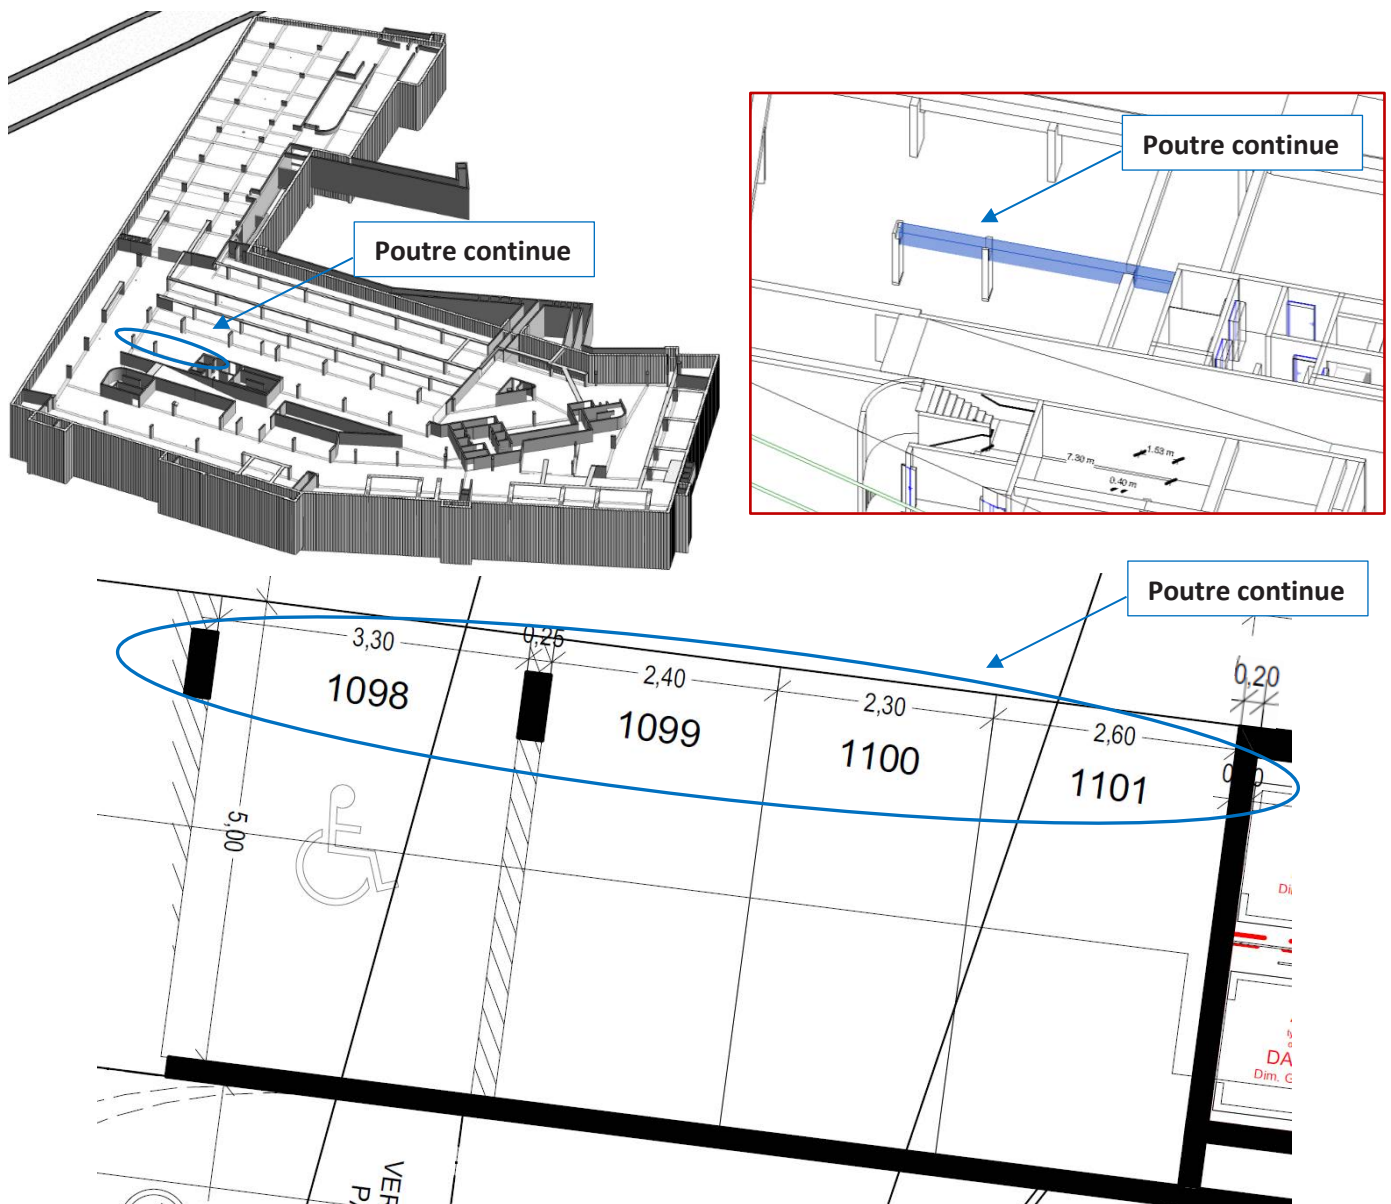 Poutre continue
Poutre continue
7.30 m
1.53 m
0.40 m
Poutre continue
3,30
0,25
2,40
2,30
2,60
0,20
1098
1099
1100
1101
5,00
DA
Dim. G
VER